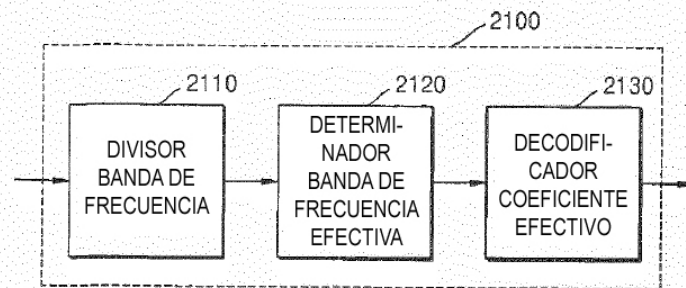 2100
2110
DIVISOR
BANDA DE
FRECUENCIA
2120
DETERMI-
NADOR
BANDA DE
FRECUENCIA
EFECTIVA
2130
DECODIFI-
CADOR
COEFICIENTE
EFECTIVO